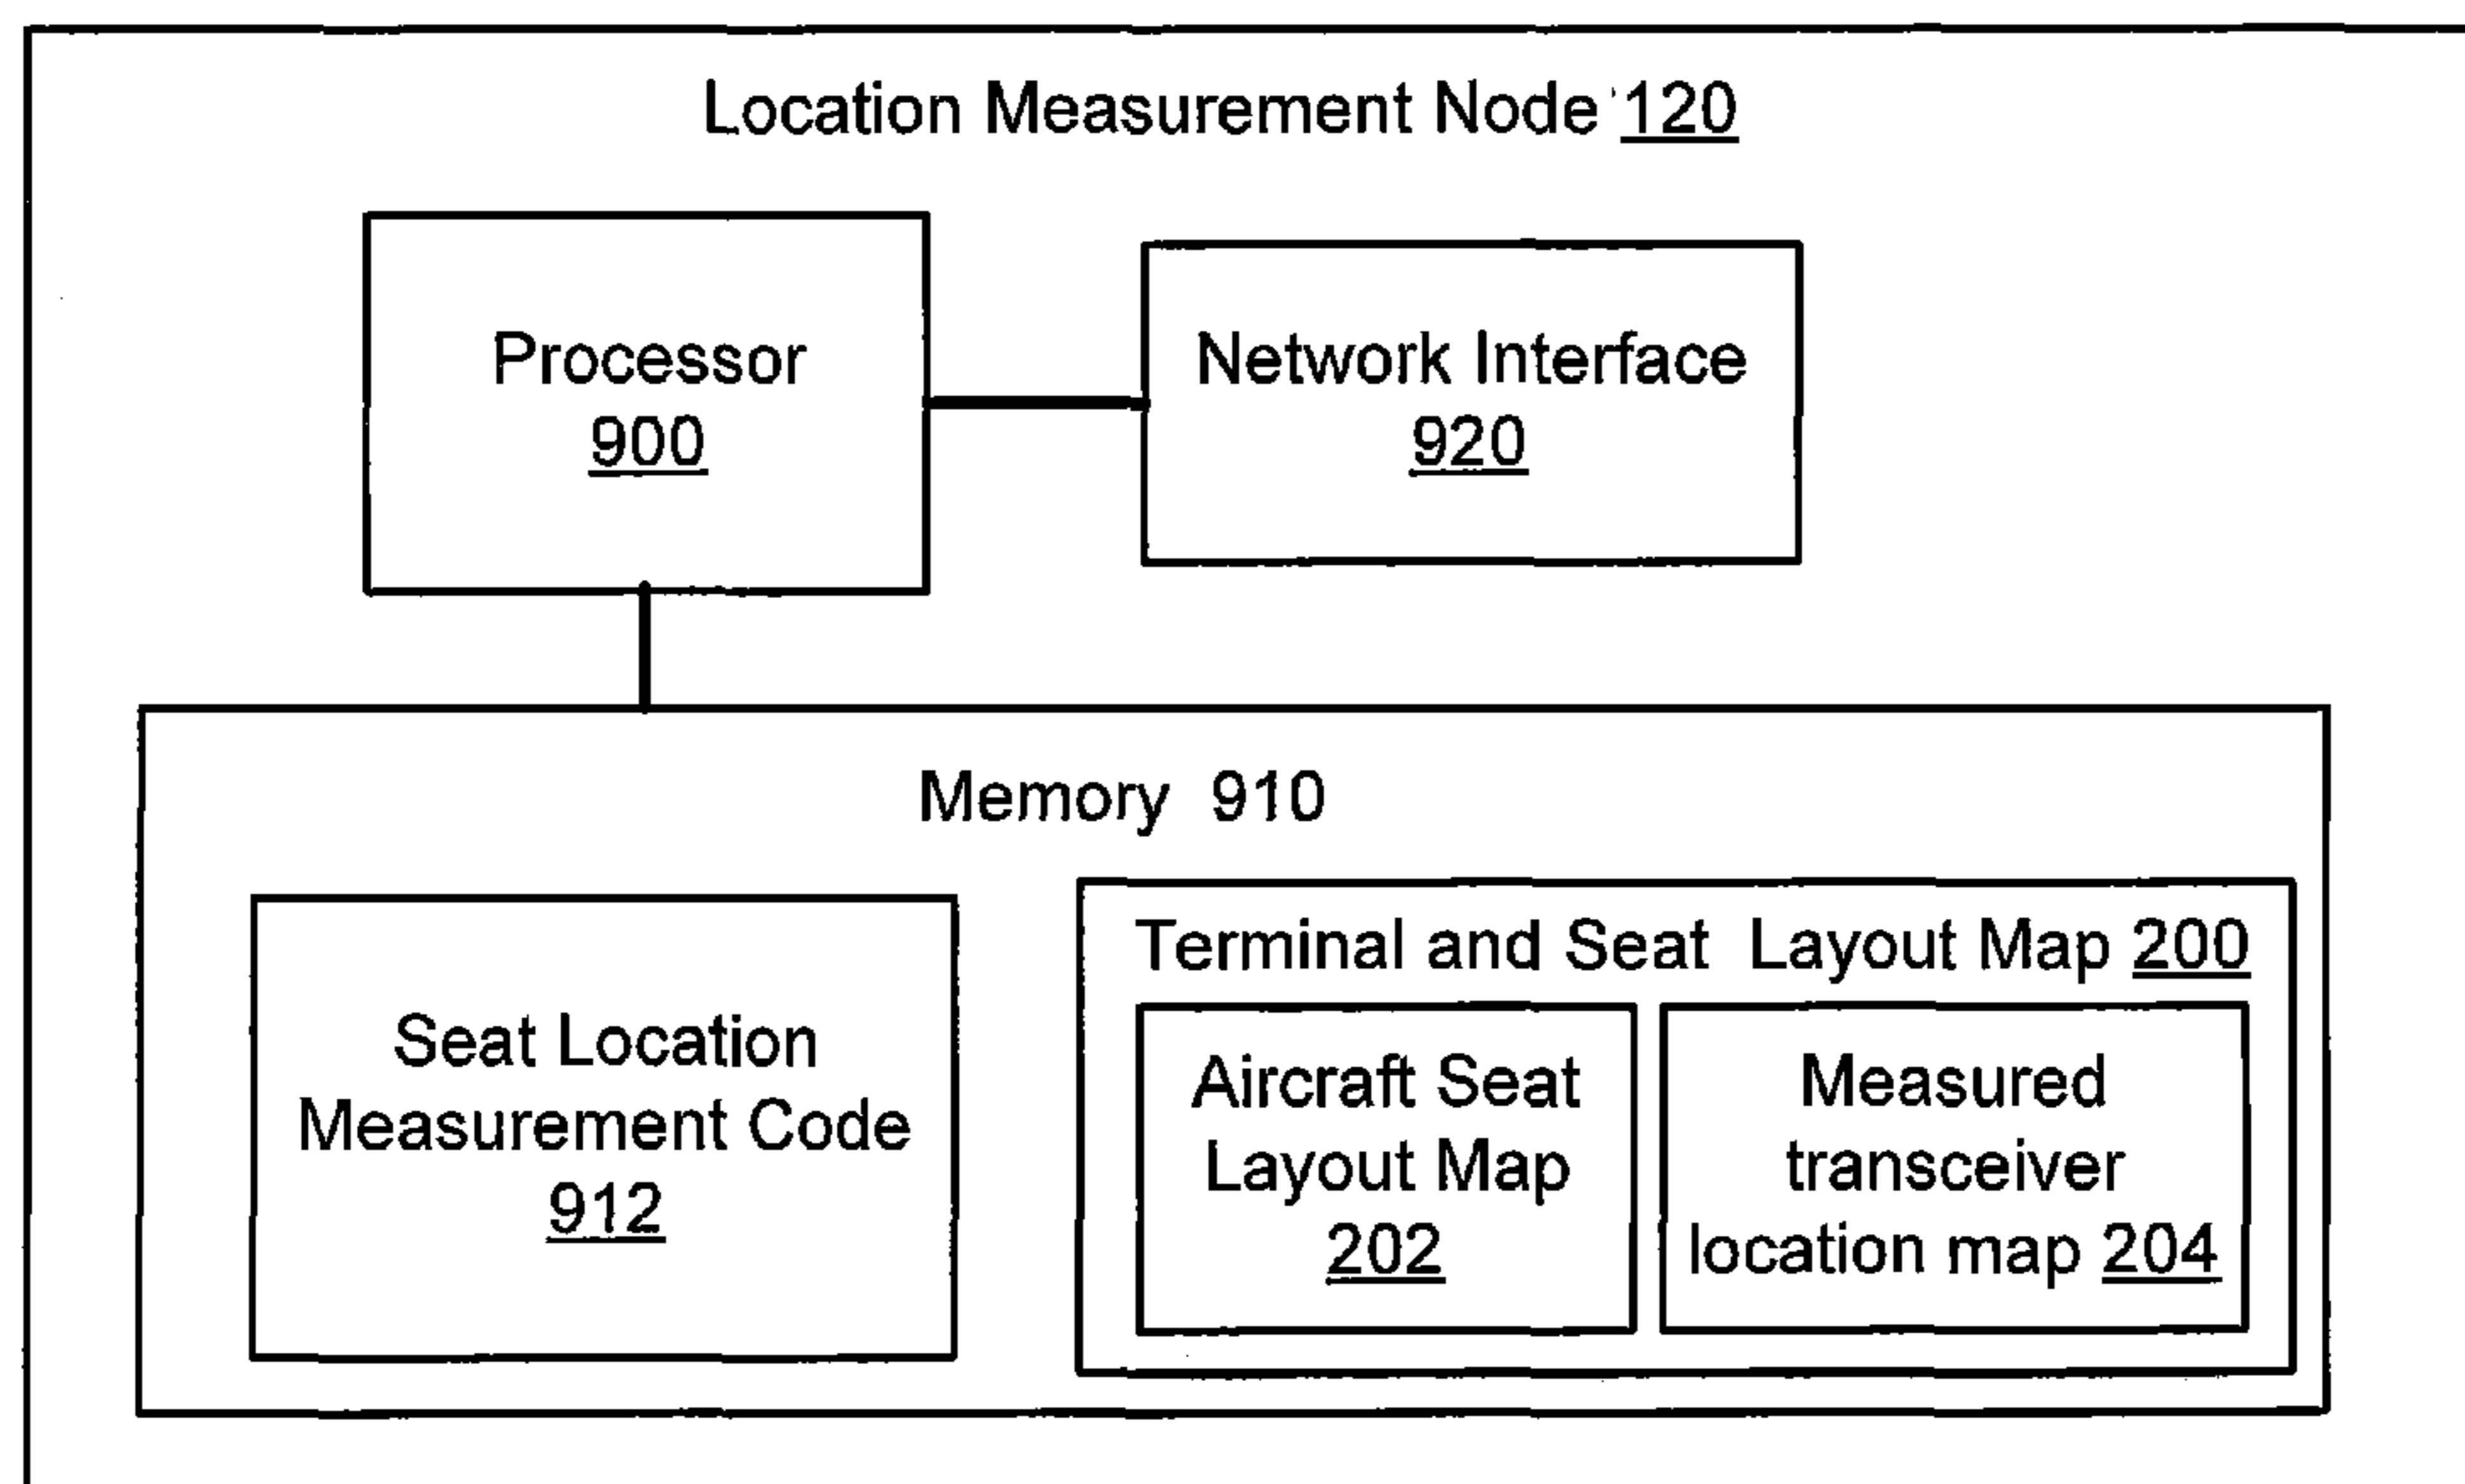 Location Measurement Node 120
Processor
900
Network Interface
920
Memory 910
Seat Location
Measurement Code
912
Terminal and Seat Layout Map 200
Aircraft Seat
Layout Map
202
Measured
transceiver
location map 204